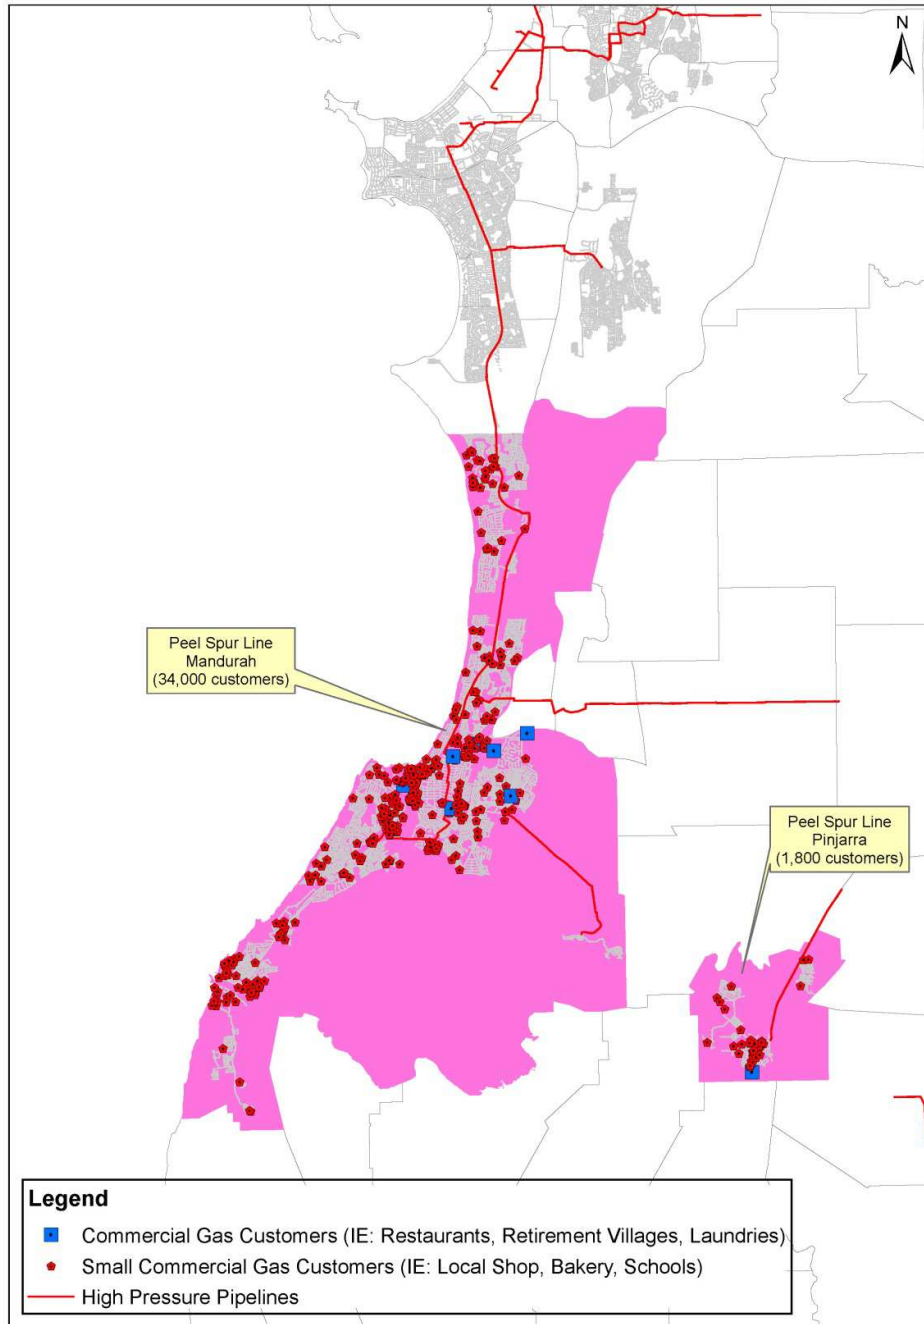 N
Peel Spur Line
Mandurah
(34,000 customers)
Peel Spur Line
Pinjarra
(1,800 customers)
Legend
Commercial Gas Customers (IE: Restaurants, Retirement Villages, Laundries)
Small Commercial Gas Customers (IE: Local Shop, Bakery, Schools)
High Pressure Pipelines